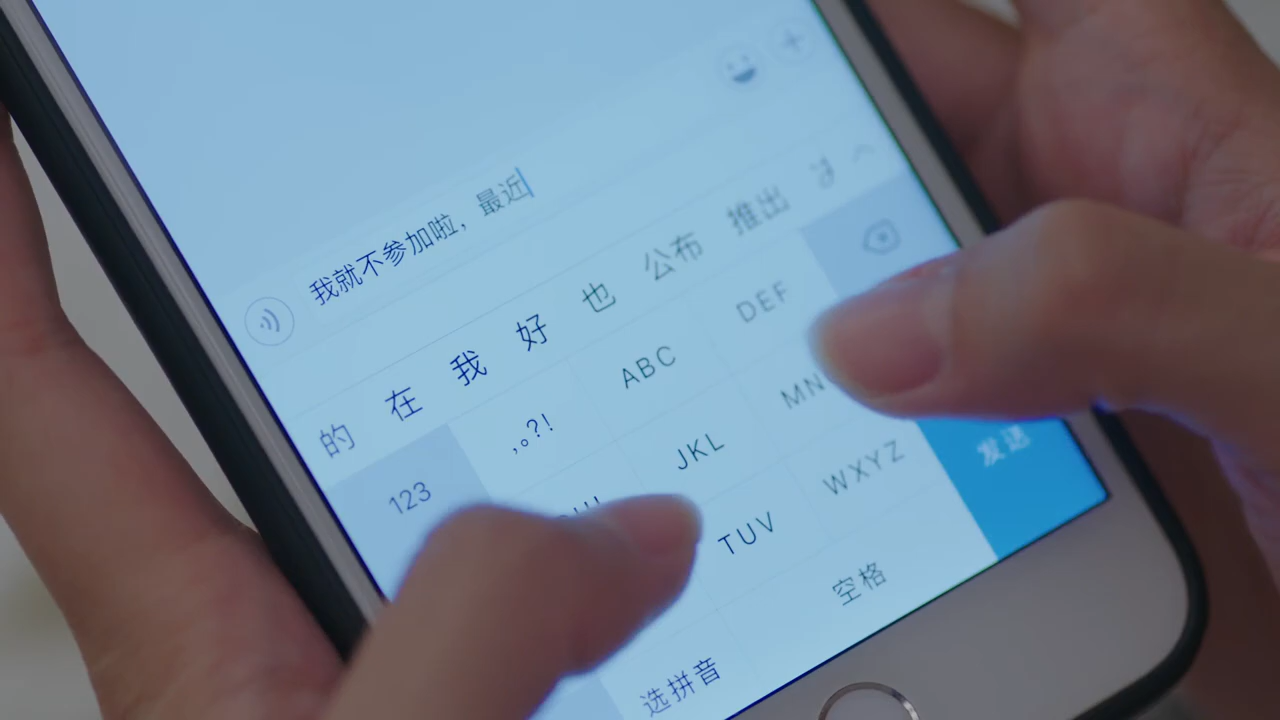 我就不参加啦，最近
的 在 我 好 也 公布 推出
123 ,。?! ABC DEF
JKL MN
TUV WXYZ
选拼音 空格 发送